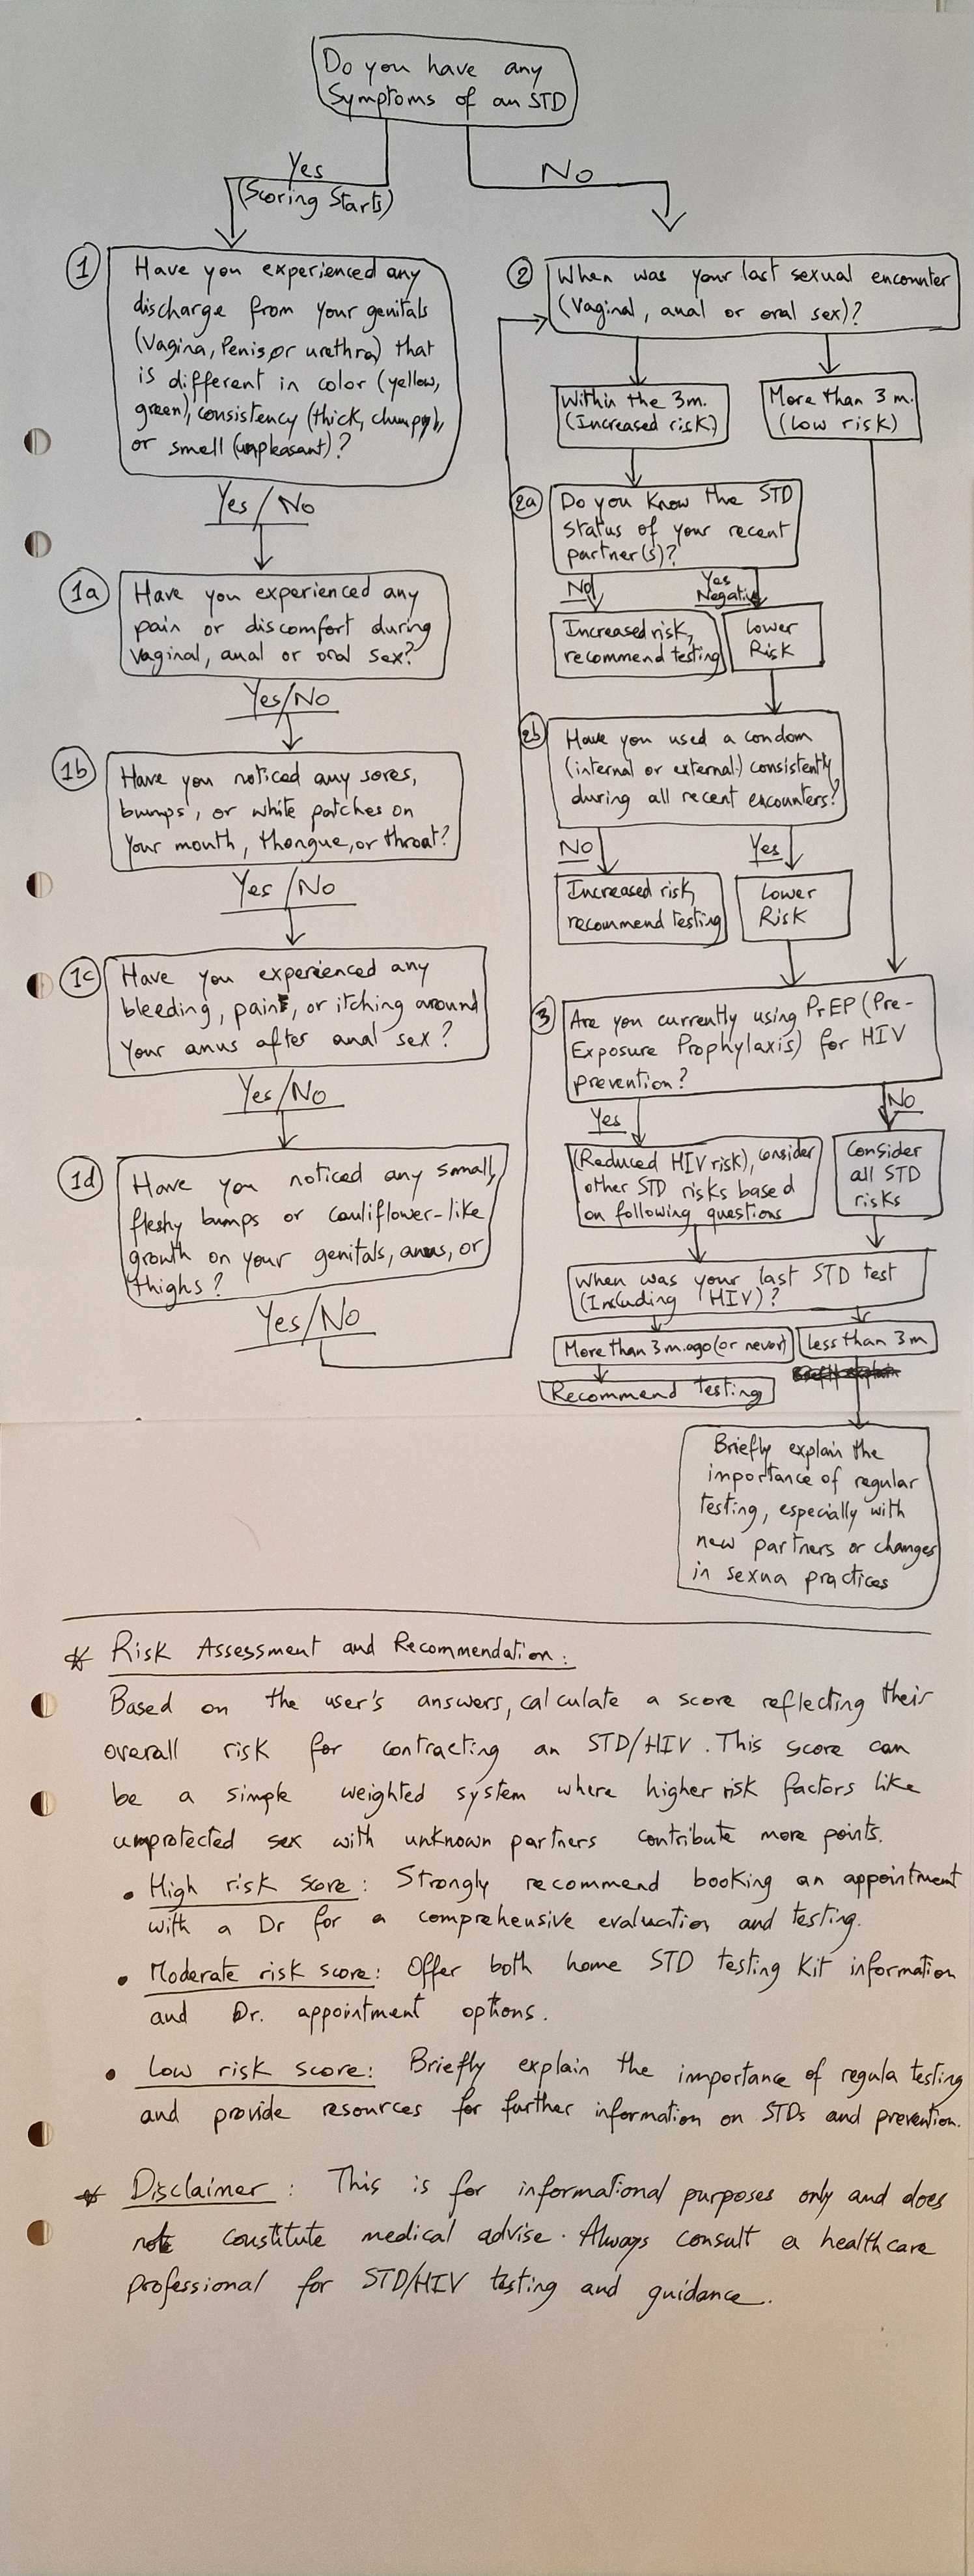 Do you have any
Symptoms of an STD
Yes
(Scoring Starts)
No
1
Have you experienced any
discharge from your genitals
(Vagina, Penis, or urethra) that
is different in color (yellow,
green), consistency (thick, chumpy),
or smell (unpleasant)?
Yes/No
1a
Have you experienced any
pain or discomfort during
vaginal, anal or oral sex?
Yes/No
1b
Have you noticed any sores,
bumps, or white patches on
your mouth, thongue, or throat?
Yes/No
1c
Have you experienced any
bleeding, pain, or itching around
your anus after anal sex?
Yes/No
1d
Have you noticed any small,
fleshy bumps or cauliflower-like
growth on your genitals, anus, or
thighs?
Yes/No
2
When was your last sexual encounter
(Vaginal, anal or oral sex)?
Within the 3m.
(Increased risk)
More than 3 m.
(Low risk)
2a
Do you know the STD
status of your recent
partner(s)?
No
Yes
Negative
Increased risk,
recommend testing
Lower
Risk
2b
Have you used a condom
(internal or external) consistently
during all recent encounters?
No
Yes
Increased risk,
recommend testing
Lower
Risk
3
Are you currently using PrEP (Pre-
Exposure Prophylaxis) for HIV
prevention?
Yes
No
(Reduced HIV risk), consider
other STD risks based
on following questions
Consider
all STD
risks
When was your last STD test
(Including HIV)?
More than 3m.ago (or never)
Less than 3m
Recommend testing
Briefly explain the
importance of regular
testing, especially with
new partners or changes
in sexua practices
* Risk Assessment and Recommendation:
Based on the user's answers, calculate a score reflecting their
overall risk for contracting an STD/HIV. This score can
be a simple weighted system where higher risk factors like
umprotected sex with unknown partners contribute more points.
• High risk score: Strongly recommend booking an appointment
with a Dr for a comprehensive evaluation and testing.
• Moderate risk score: Offer both home STD testing Kit information
and Dr. appointment options.
• Low risk score: Briefly explain the importance of regula testing
and provide resources for further information on STDs and prevention.
* Disclaimer: This is for informational purposes only and does
not constitute medical advise. Always consult a healthcare
professional for STD/HIV testing and guidance.